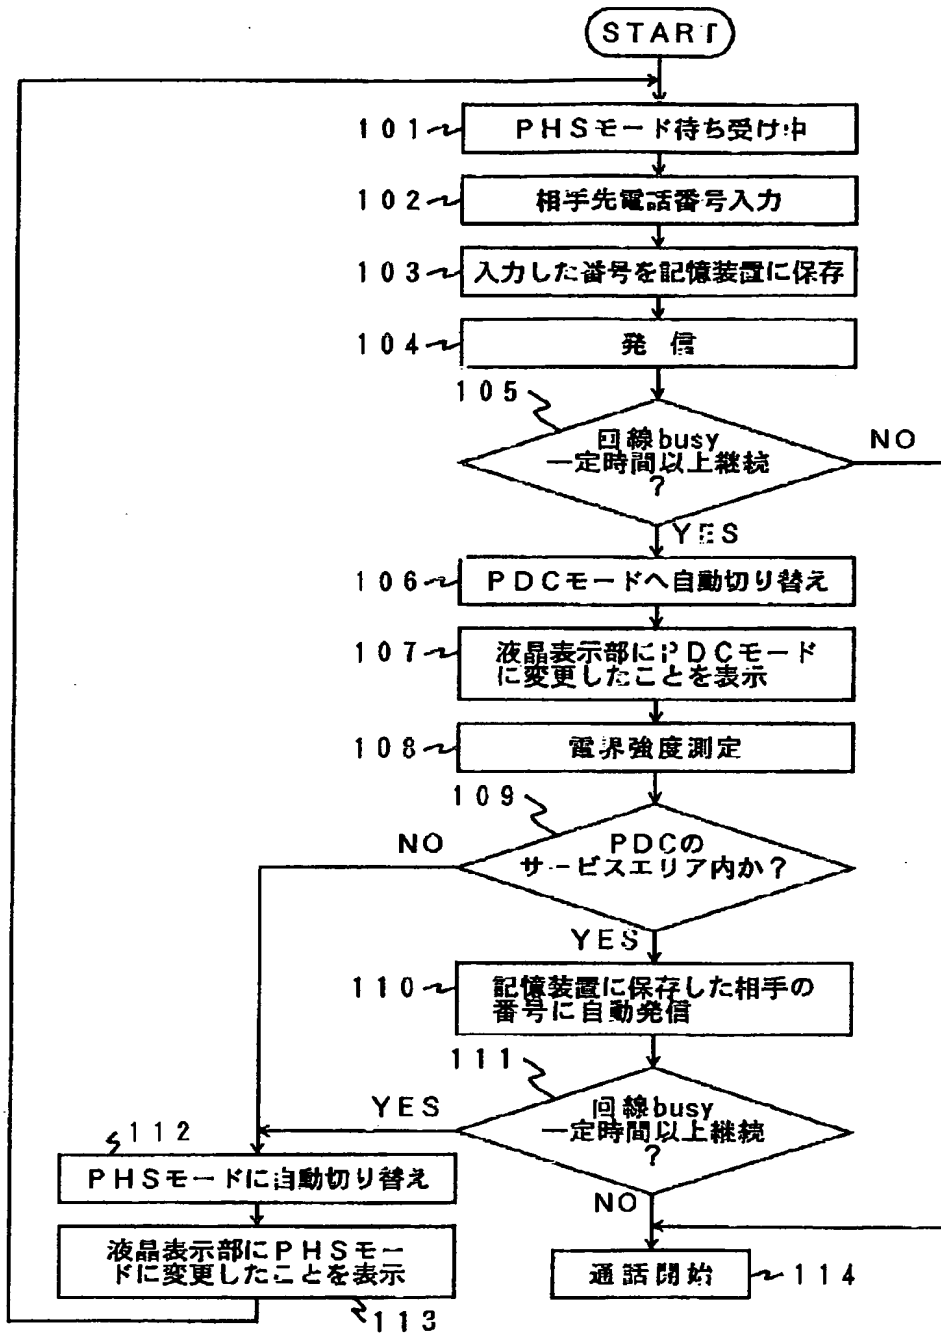 START
101
PHSモード待ち受け中
102
相手先電話番号入力
103
入力した番号を記憶装置に保存
104
発信
105
回線busy
一定時間以上継続
?
NO
YES
106
PDCモードへ自動切り替え
107
液晶表示部にPDCモード
に変更したことを表示
108
電界強度測定
109
PDCの
サービスエリア内か?
NO
YES
110
記憶装置に保存した相手の
番号に自動発信
111
回線busy
一定時間以上継続
?
YES
NO
112
PHSモードに自動切り替え
液晶表示部にPHSモー
ドに変更したことを表示
113
通話開始
114